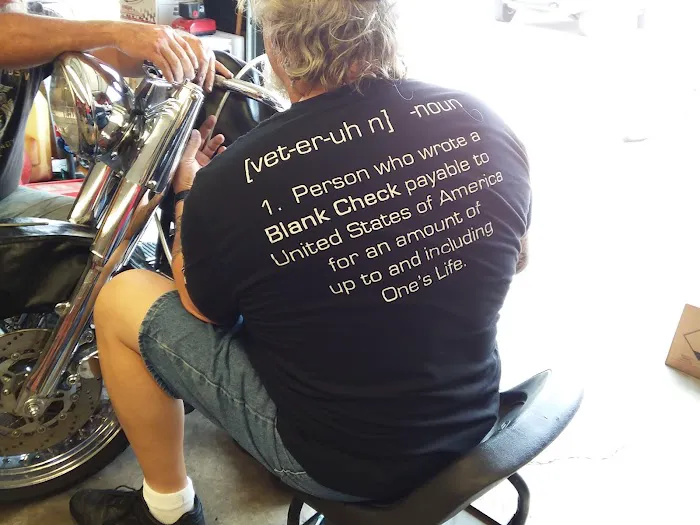 [vet-er-uh n] -noun
1. Person who wrote a
Blank Check payable to
United States of America
for an amount of
up to and including
One's Life.